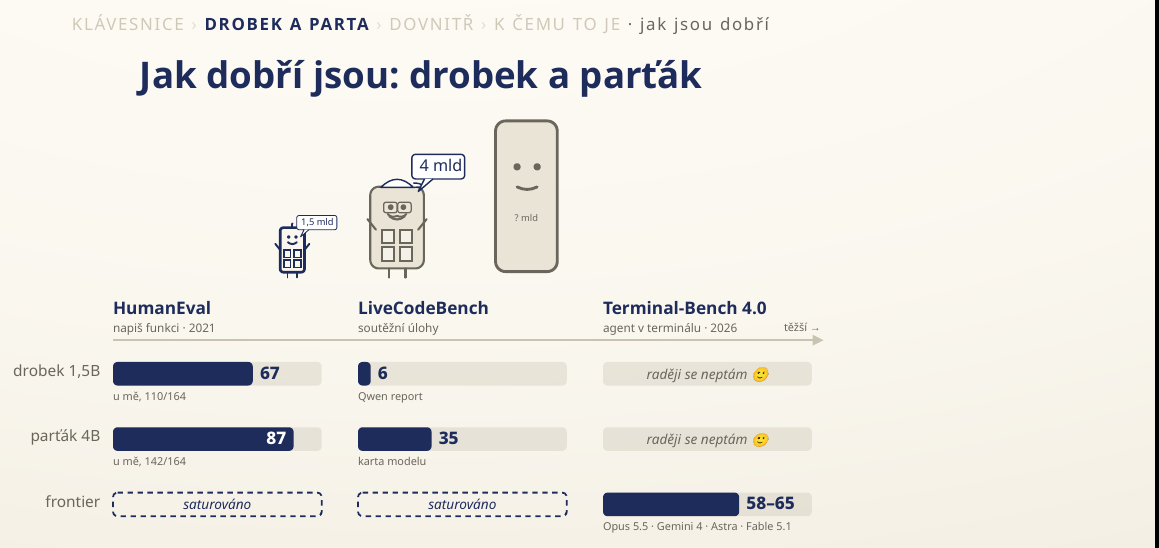 KLÁVESNICE › DROBEK A PARTA › DOVNITŘ › K ČEMU TO JE · jak jsou dobří
Jak dobří jsou: drobek a parťák
1,5 mld
4 mld
? mld
HumanEval
napiš funkci · 2021
LiveCodeBench
soutěžní úlohy
Terminal-Bench 4.0
agent v terminálu · 2026
těžší →
drobek 1,5B
67
u mě, 110/164
6
Qwen report
raději se neptám 🙂
parťák 4B
87
u mě, 142/164
35
karta modelu
raději se neptám 🙂
frontier
saturováno
saturováno
58–65
Opus 5.5 · Gemini 4 · Astra · Fable 5.1